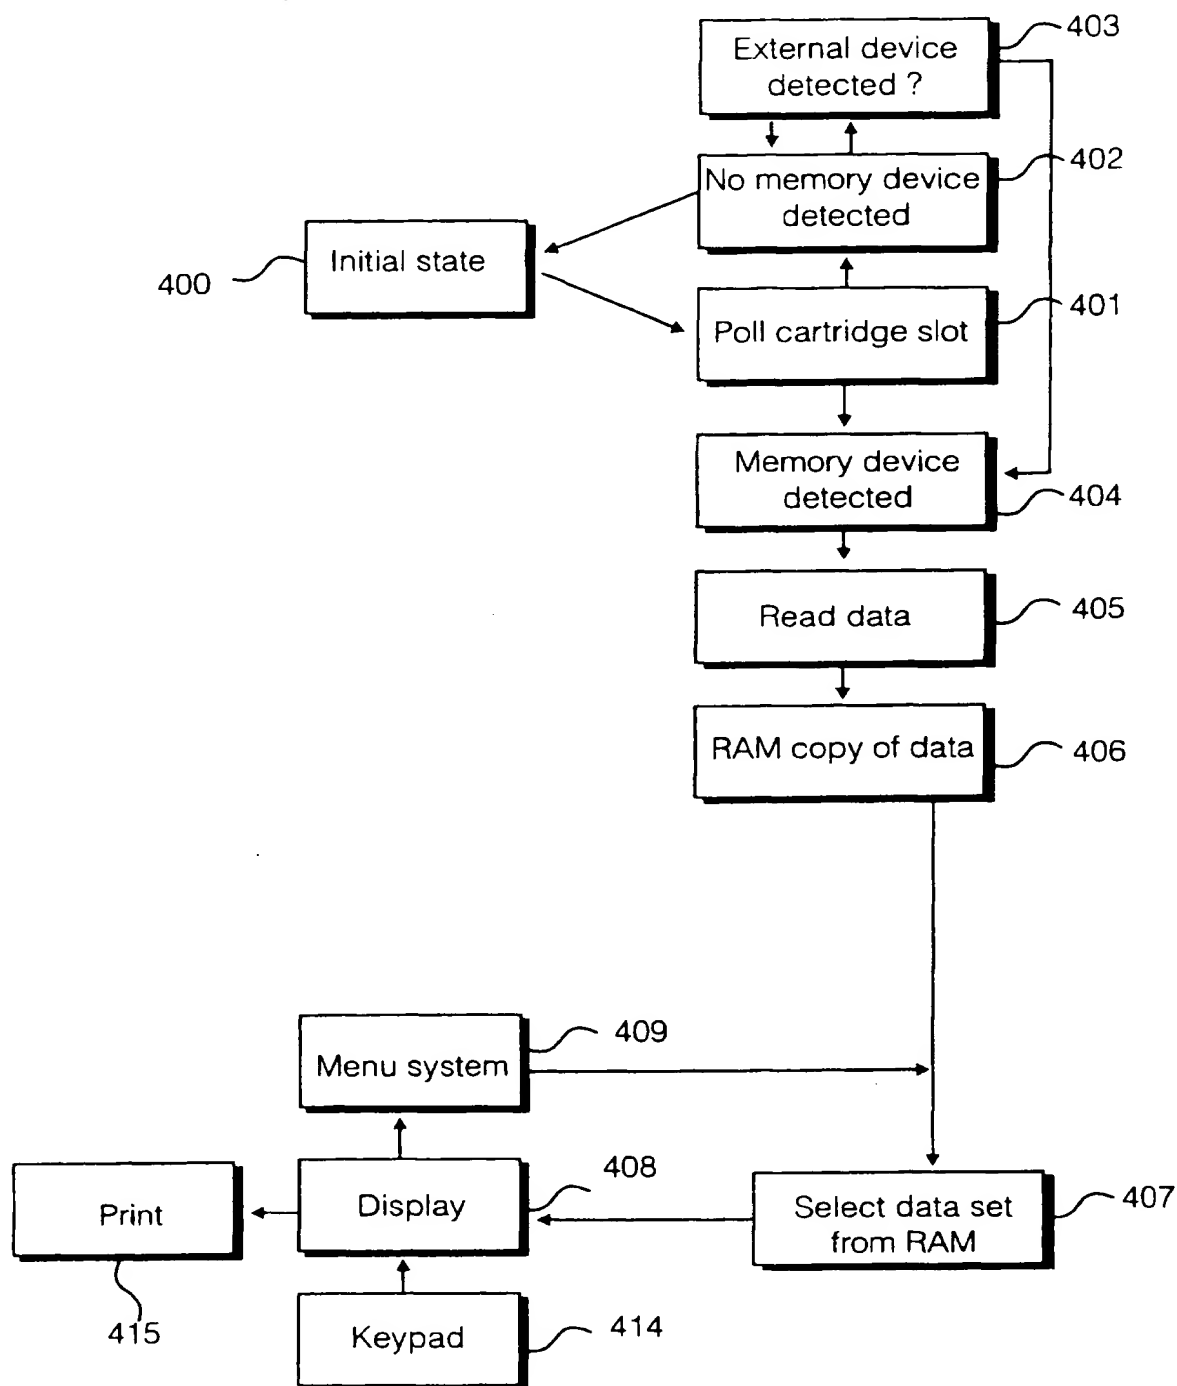 External device
detected ?
403
No memory device
detected
402
Initial state
400
Poll cartridge slot
401
Memory device
detected
404
Read data
405
RAM copy of data
406
Menu system
409
Print
415
Display
408
Select data set
from RAM
407
Keypad
414